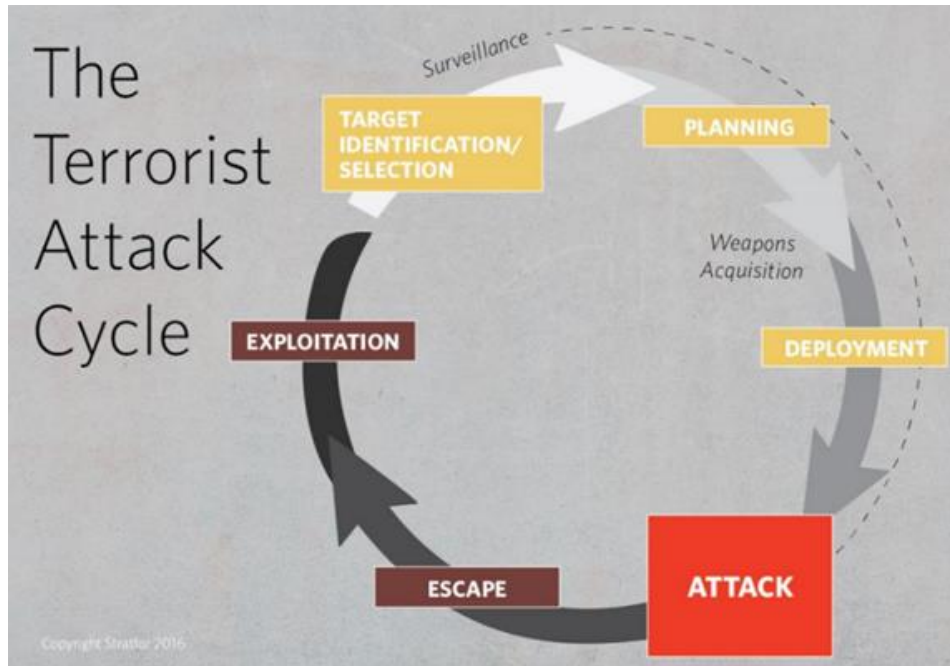 The
Terrorist
Attack
Cycle
Surveillance
TARGET
IDENTIFICATION/
SELECTION
PLANNING
Weapons
Acquisition
DEPLOYMENT
ATTACK
ESCAPE
EXPLOITATION
Copyright Stratfor 2016